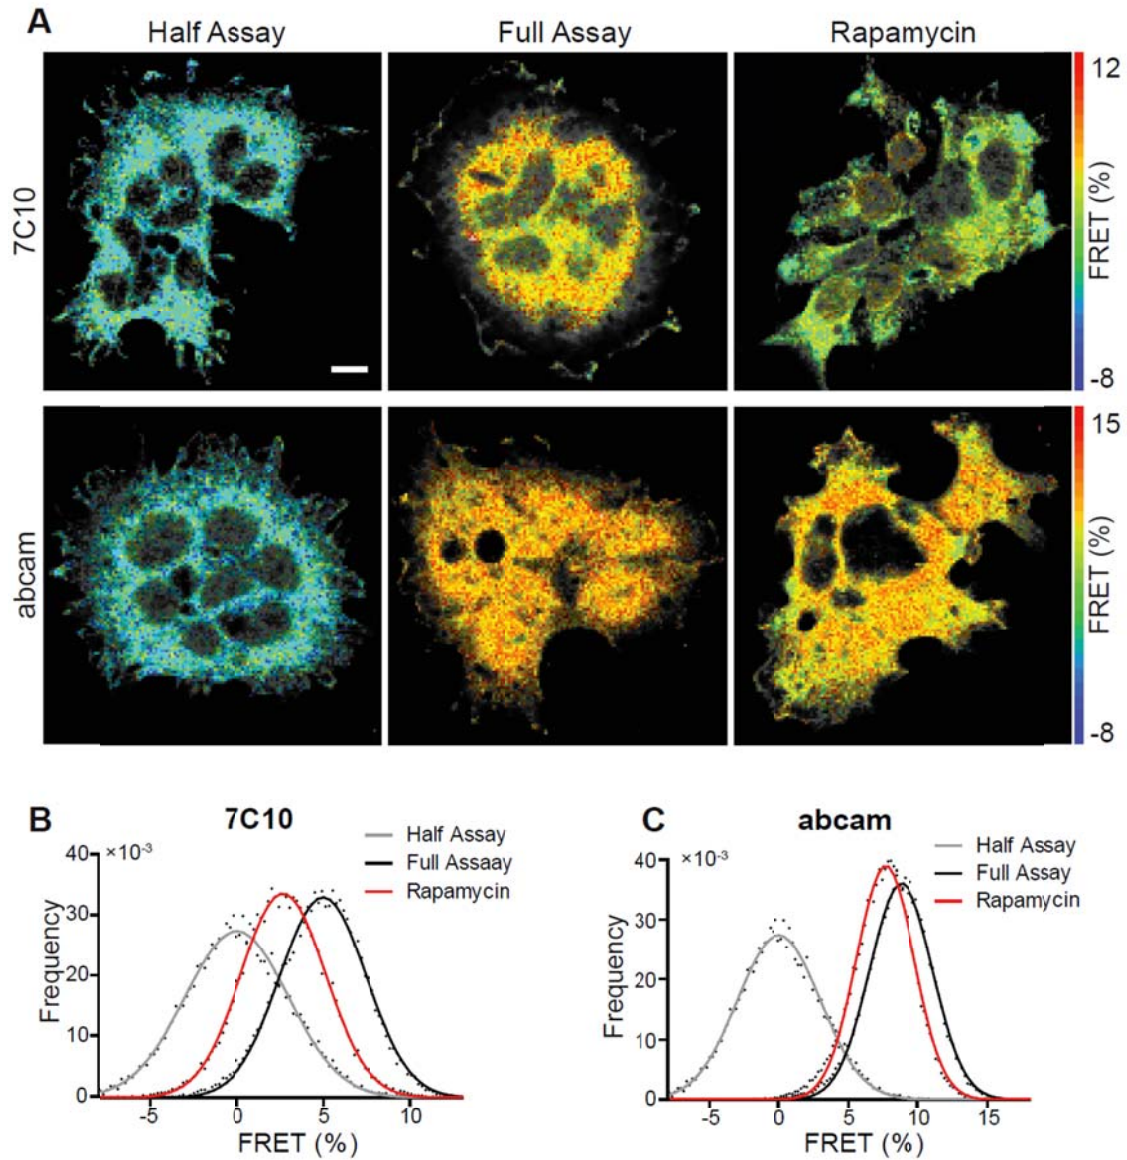 A
Half Assay Full Assay Rapamycin
7C10
12
FRET (%)
-8
abcam
15
FRET (%)
-8
B 7C10
×10-3
Half Assay
Full Assaay
Rapamycin
Frequency
40
30
20
10
0
-5 0 5 10
FRET (%)
C abcam
×10-3
Half Assay
Full Assay
Rapamycin
Frequency
40
30
20
10
0
-5 0 5 10 15
FRET (%)